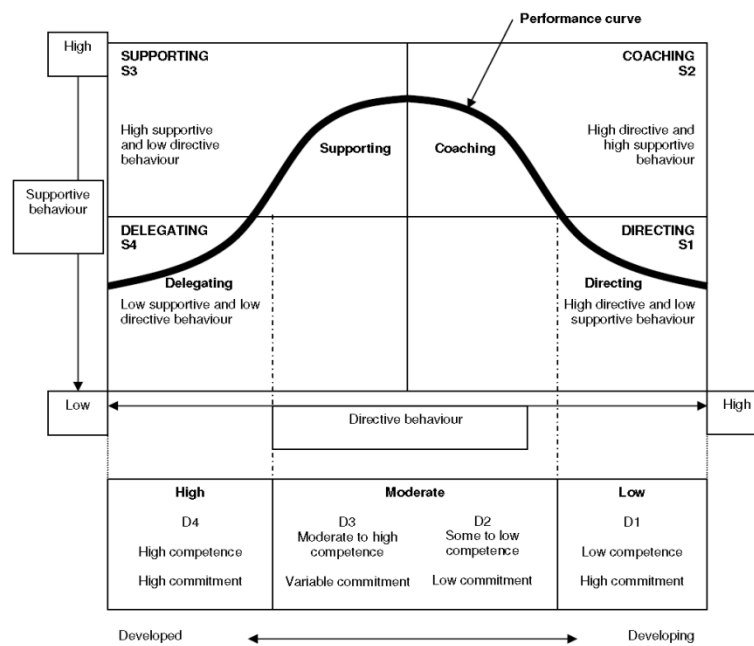 Performance curve
High
SUPPORTING
S3
COACHING
S2
High supportive
and low directive
behaviour
Supporting
Coaching
High directive and
high supportive
behaviour
Supportive
behaviour
DELEGATING
S4
DIRECTING
S1
Delegating
Directing
Low supportive and low
directive behaviour
High directive and low
supportive behaviour
Low
High
Directive behaviour
High
Moderate
Low
D4
D3
D2
D1
Moderate to high
competence
Some to low
competence
High competence
Low competence
High commitment
Variable commitment
Low commitment
High commitment
Developed
Developing